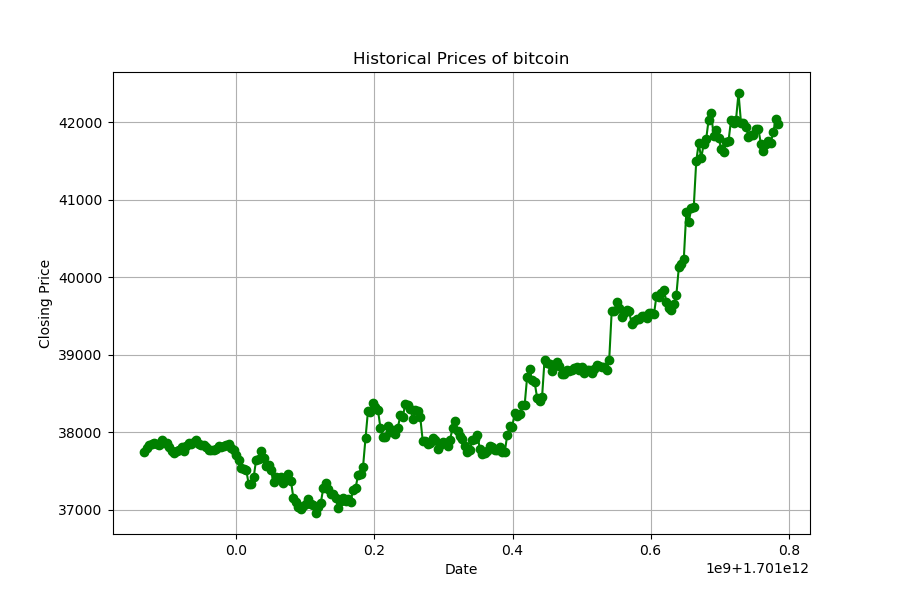 Historical Prices of bitcoin
42000
41000
40000
39000
38000
37000
Closing Price
0.0 0.2 0.4 0.6 0.8
Date
1e9+1.701e12